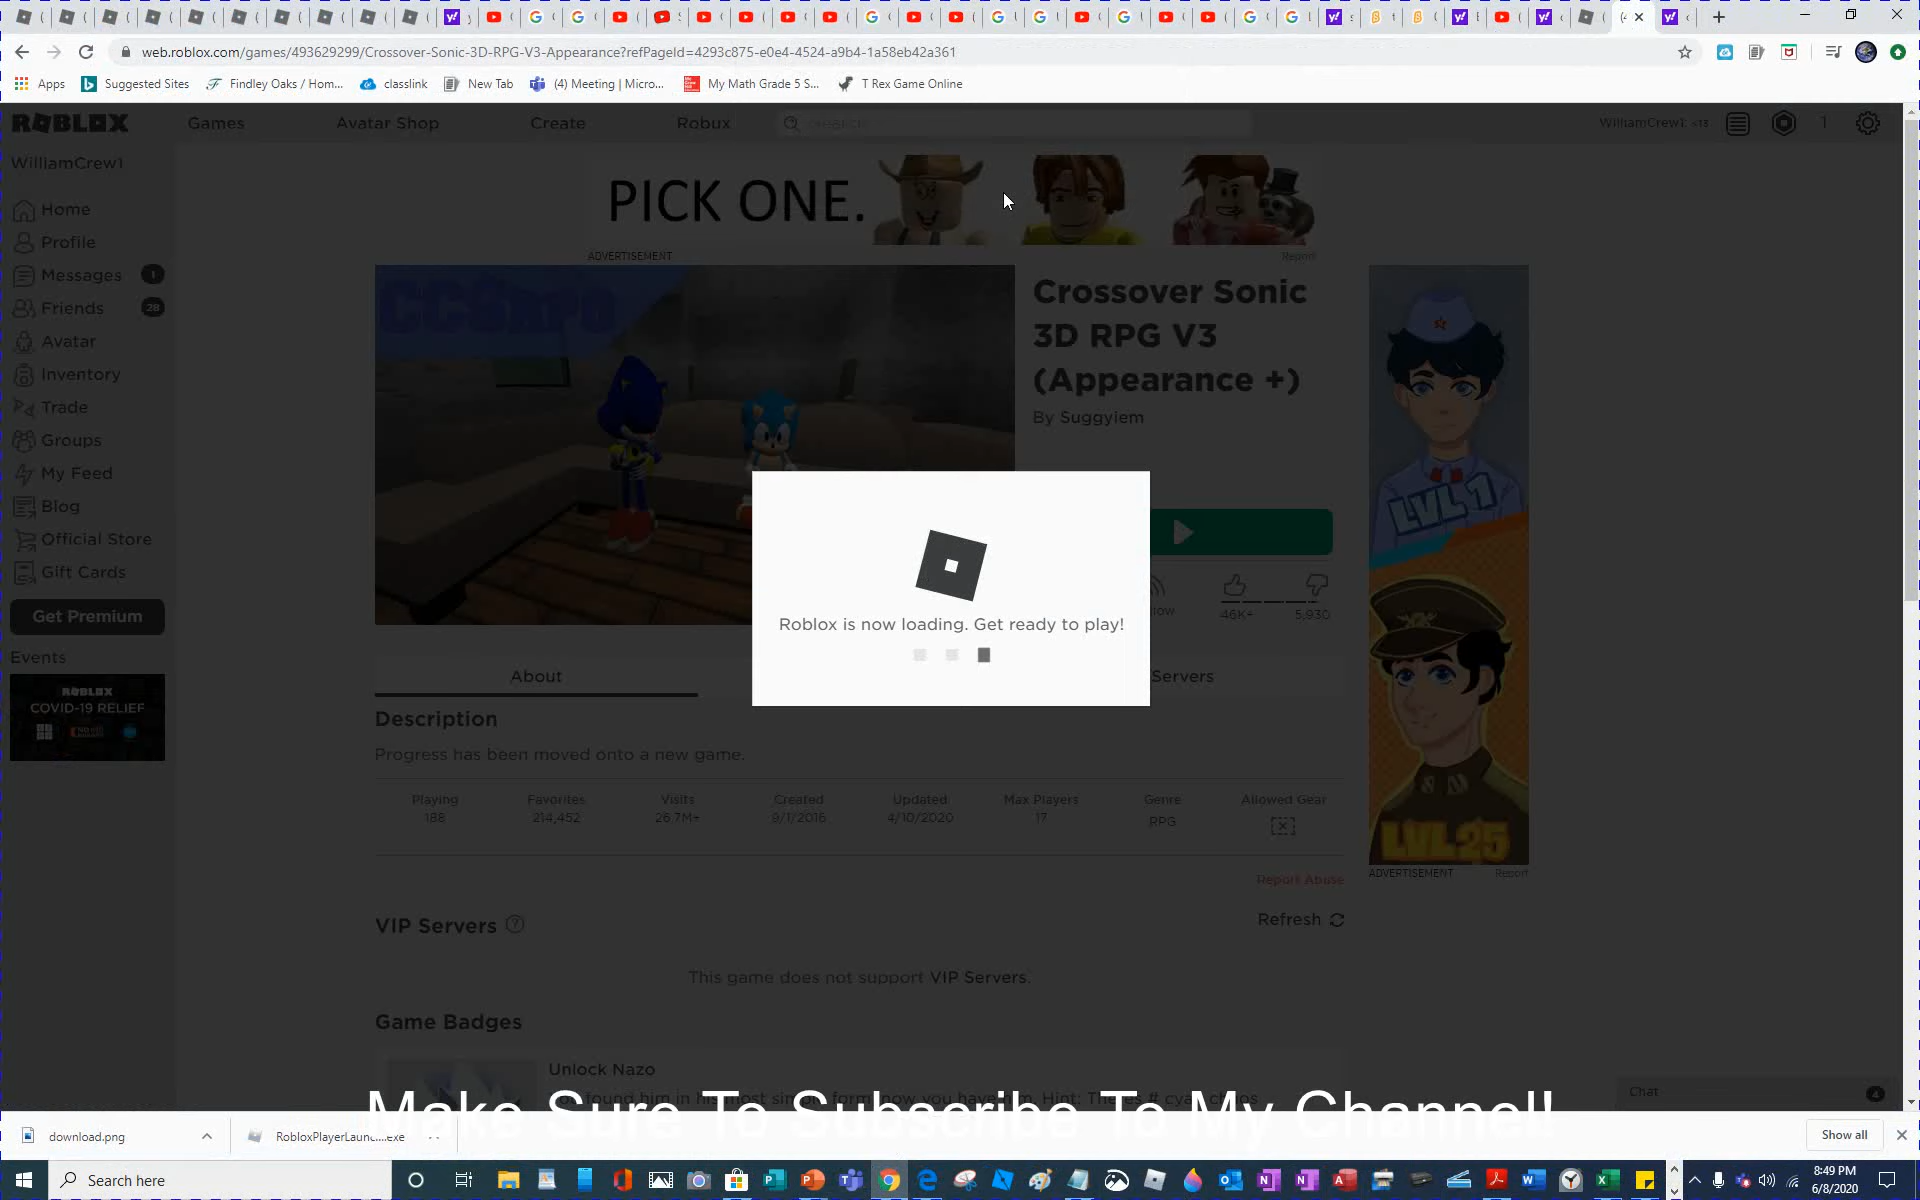 web.roblox.com/games/493629299/Crossover-Sonic-3D-RPG-V3-Appearance?refPageId=4293c875-e0e4-4524-a9b4-1a58eb42a361
Apps Suggested Sites Findley Oaks / Hom... classlink New Tab (4) Meeting | Micro... My Math Grade 5 S... T Rex Game Online
ROBLOX Games Avatar Shop Create Robux Search WilliamCrew1: <13 1
WilliamCrew1
Home
Profile
Messages 1
Friends 28
Avatar
Inventory
Trade
Groups
My Feed
Blog
Official Store
Gift Cards
Get Premium
Events
ROBLOX
COVID-19 RELIEF
PICK ONE.
ADVERTISEMENT Report
Crossover Sonic
3D RPG V3
(Appearance +)
By Suggyiem
46K+ 5,930
Roblox is now loading. Get ready to play!
About Servers
Description
Progress has been moved onto a new game.
Playing Favorites Visits Created Updated Max Players Genre Allowed Gear
188 214,452 26.7M+ 9/1/2016 4/10/2020 17 RPG
Report Abuse
LVL 1
LVL 25
ADVERTISEMENT Report
VIP Servers Refresh
This game does not support VIP Servers.
Game Badges
Unlock Nazo
Make Sure To Subscribe To My Channel!
Chat 4
download.png RobloxPlayerLaunc....exe Show all
Search here
8:49 PM
6/8/2020